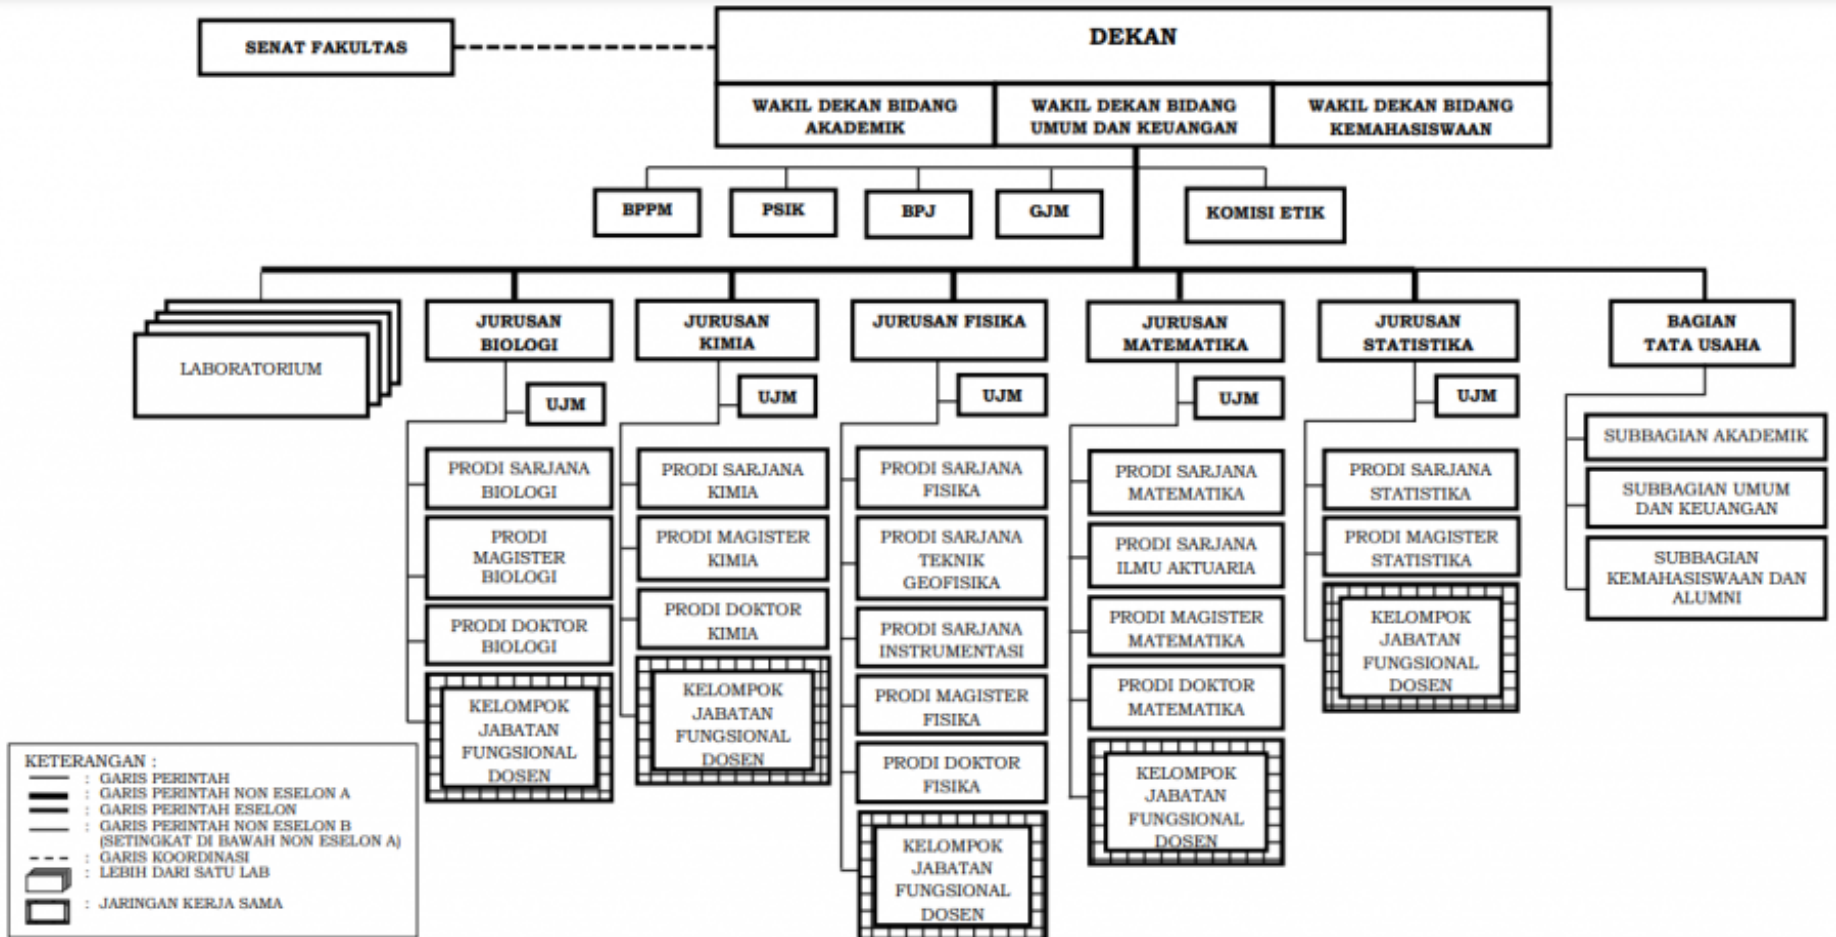 SENAT FAKULTAS
DEKAN
WAKIL DEKAN BIDANG
AKADEMIK
WAKIL DEKAN BIDANG
UMUM DAN KEUANGAN
WAKIL DEKAN BIDANG
KEMAHASISWAAN
BPPM
PSIK
BPJ
GJM
KOMISI ETIK
LABORATORIUM
JURUSAN
BIOLOGI
UJM
PRODI SARJANA
BIOLOGI
PRODI
MAGISTER
BIOLOGI
PRODI DOKTOR
BIOLOGI
KELOMPOK
JABATAN
FUNGSIONAL
DOSEN
JURUSAN
KIMIA
UJM
PRODI SARJANA
KIMIA
PRODI MAGISTER
KIMIA
PRODI DOKTOR
KIMIA
KELOMPOK
JABATAN
FUNGSIONAL
DOSEN
JURUSAN FISIKA
UJM
PRODI SARJANA
FISIKA
PRODI SARJANA
TEKNIK
GEOFISIKA
PRODI SARJANA
INSTRUMENTASI
PRODI MAGISTER
FISIKA
PRODI DOKTOR
FISIKA
KELOMPOK
JABATAN
FUNGSIONAL
DOSEN
JURUSAN
MATEMATIKA
UJM
PRODI SARJANA
MATEMATIKA
PRODI SARJANA
ILMU AKTUARIA
PRODI MAGISTER
MATEMATIKA
PRODI DOKTOR
MATEMATIKA
KELOMPOK
JABATAN
FUNGSIONAL
DOSEN
JURUSAN
STATISTIKA
UJM
PRODI SARJANA
STATISTIKA
PRODI MAGISTER
STATISTIKA
KELOMPOK
JABATAN
FUNGSIONAL
DOSEN
BAGIAN
TATA USAHA
SUBBAGIAN AKADEMIK
SUBBAGIAN UMUM
DAN KEUANGAN
SUBBAGIAN
KEMAHASISWAAN DAN
ALUMNI
KETERANGAN :
: GARIS PERINTAH
: GARIS PERINTAH NON ESELON A
: GARIS PERINTAH ESELON
: GARIS PERINTAH NON ESELON B
(SETINGKAT DI BAWAH NON ESELON A)
: GARIS KOORDINASI
: LEBIH DARI SATU LAB
: JARINGAN KERJA SAMA